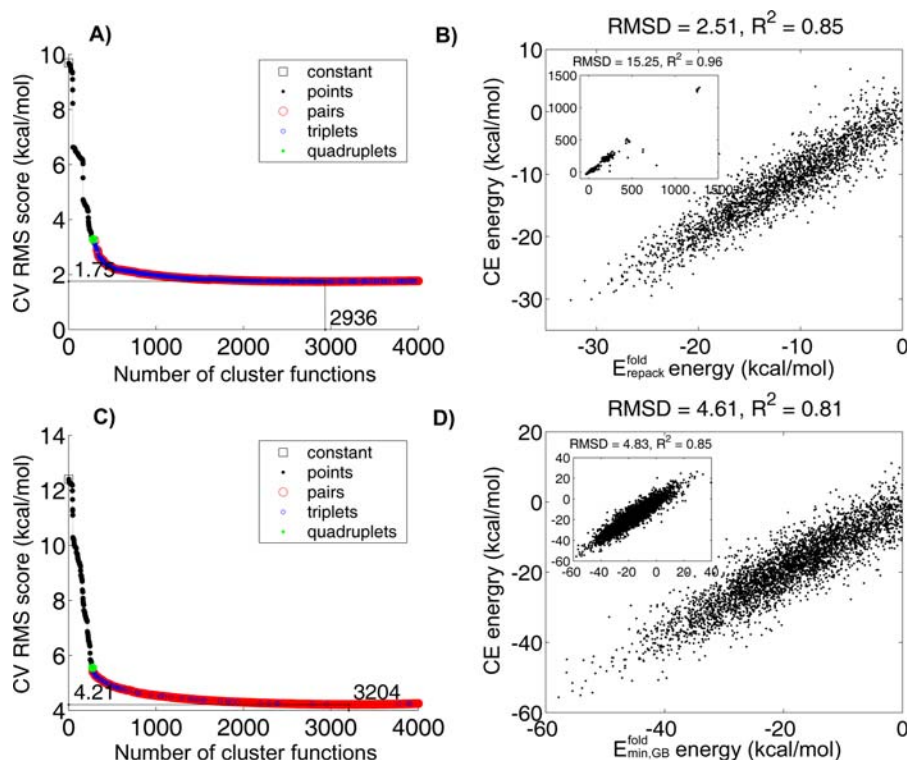 A)
CV RMS score (kcal/mol)
10
8
6
4
2
0
0 1000 2000 3000 4000
1.75
2936
constant
points
pairs
triplets
quadruplets
Number of cluster functions
B)
RMSD = 2.51, R² = 0.85
CE energry (kcal/mol)
10
0
-10
-20
-30
-30 -20 -10 0
RMSD = 15.25, R² = 0.96
1500
1000
500
0
0 500 1000 1500
E^fold_repack energy (kcal/mol)
C)
CV RMS score (kcal/mol)
14
12
10
8
6
4
0 1000 2000 3000 4000
4.21
3204
constant
points
pairs
triplets
quadruplets
Number of cluster functions
D)
RMSD = 4.61, R² = 0.81
CE energry (kcal/mol)
20
0
-20
-40
-60
-60 -40 -20 0
RMSD = 4.83, R² = 0.85
40
20
0
-20
-40
-60
-60 -40 -20 0 20 40
E^fold_min,GB energy (kcal/mol)